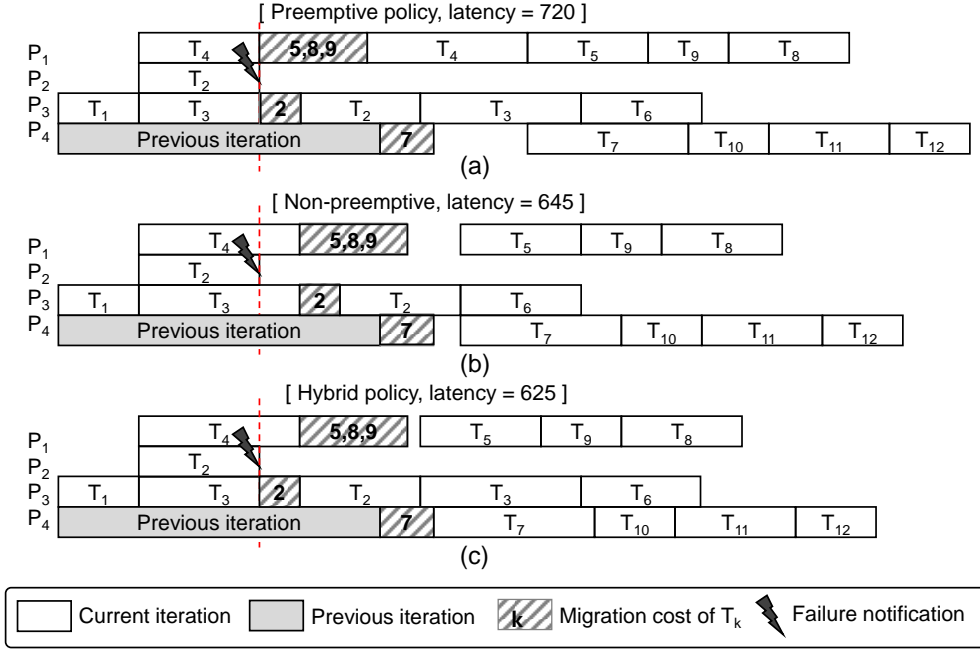 [ Preemptive policy, latency = 720 ]
P1 T4 5,8,9 T4 T5 T9 T8
P2 T2
P3 T1 T3 2 T2 T3 T6
P4 Previous iteration 7 T7 T10 T11 T12
(a)
[ Non-preemptive, latency = 645 ]
P1 T4 5,8,9 T5 T9 T8
P2 T2
P3 T1 T3 2 T2 T6
P4 Previous iteration 7 T7 T10 T11 T12
(b)
[ Hybrid policy, latency = 625 ]
P1 T4 5,8,9 T5 T9 T8
P2 T2
P3 T1 T3 2 T2 T3 T6
P4 Previous iteration 7 T7 T10 T11 T12
(c)
Current iteration Previous iteration k Migration cost of Tk Failure notification